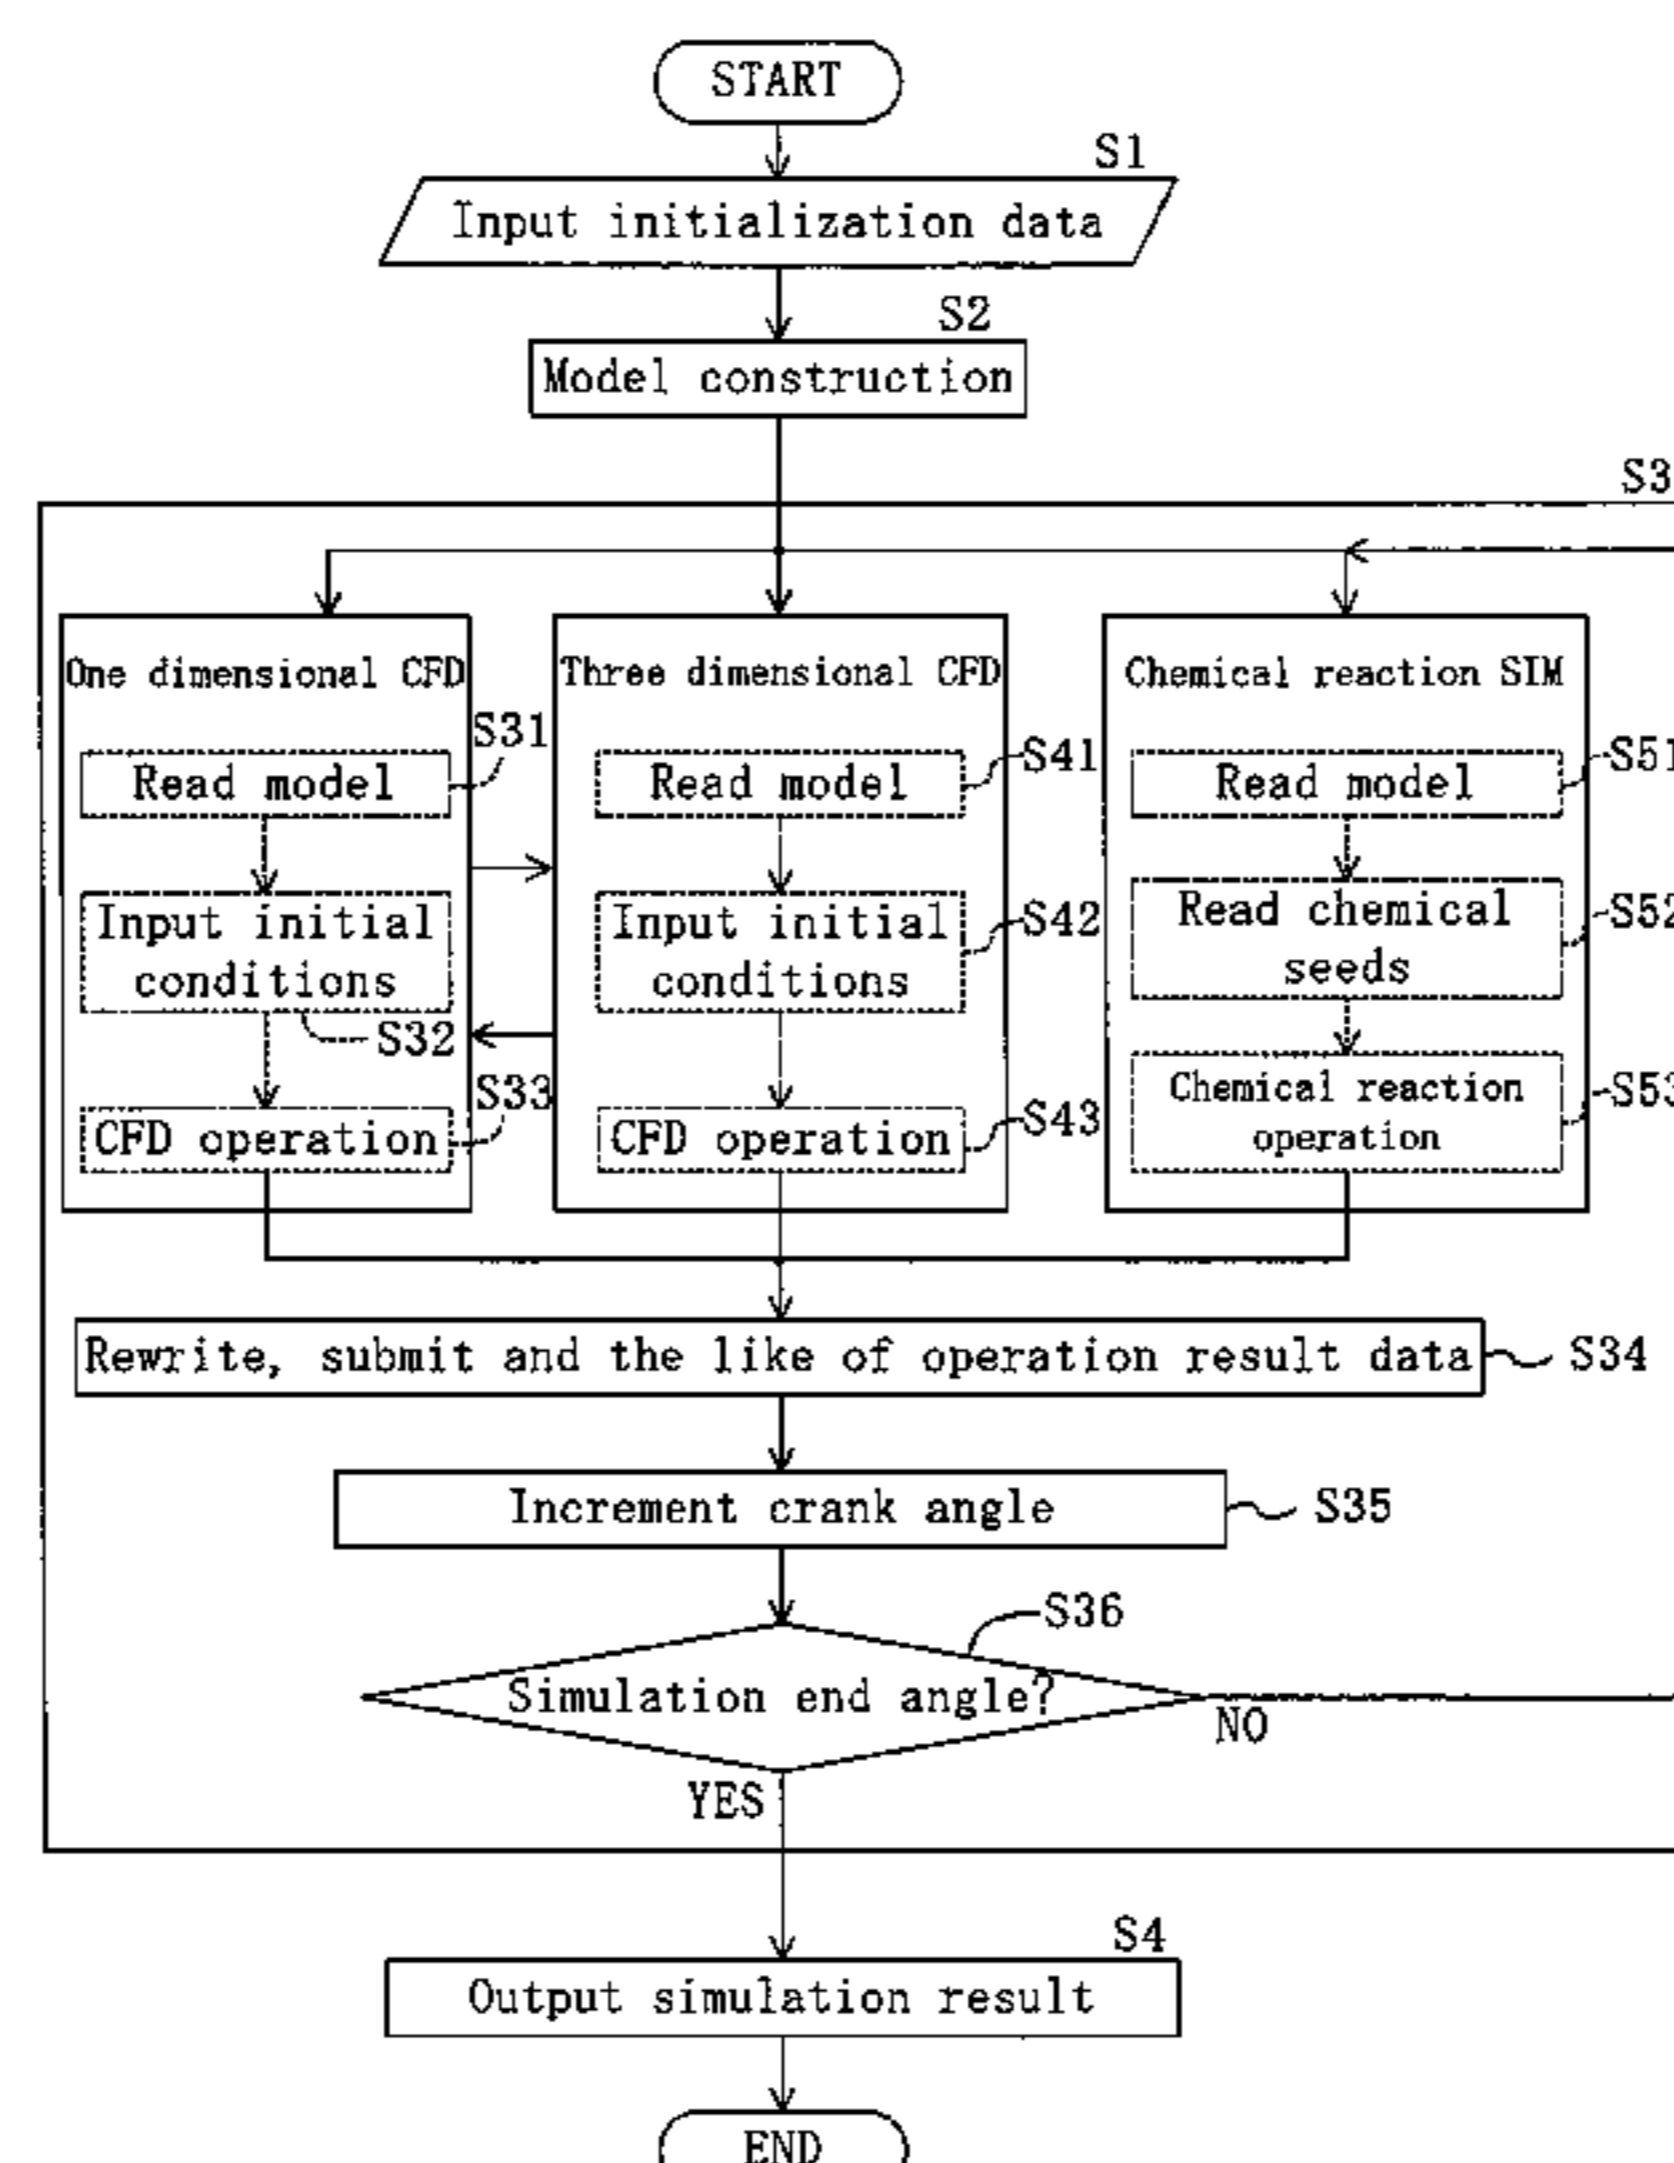 START
S1
Input initialization data
S2
Model construction
S3
One dimensional CFD
Three dimensional CFD
Chemical reaction SIM
S31
Read model
S41
Read model
S51
Read model
Input initial
conditions
S32
S42
Input initial
conditions
S52
Read chemical
seeds
S33
CFD operation
S43
CFD operation
S53
Chemical reaction
operation
Rewrite, submit and the like of operation result data
S34
Increment crank angle
S35
S36
Simulation end angle?
NO
YES
S4
Output simulation result
END